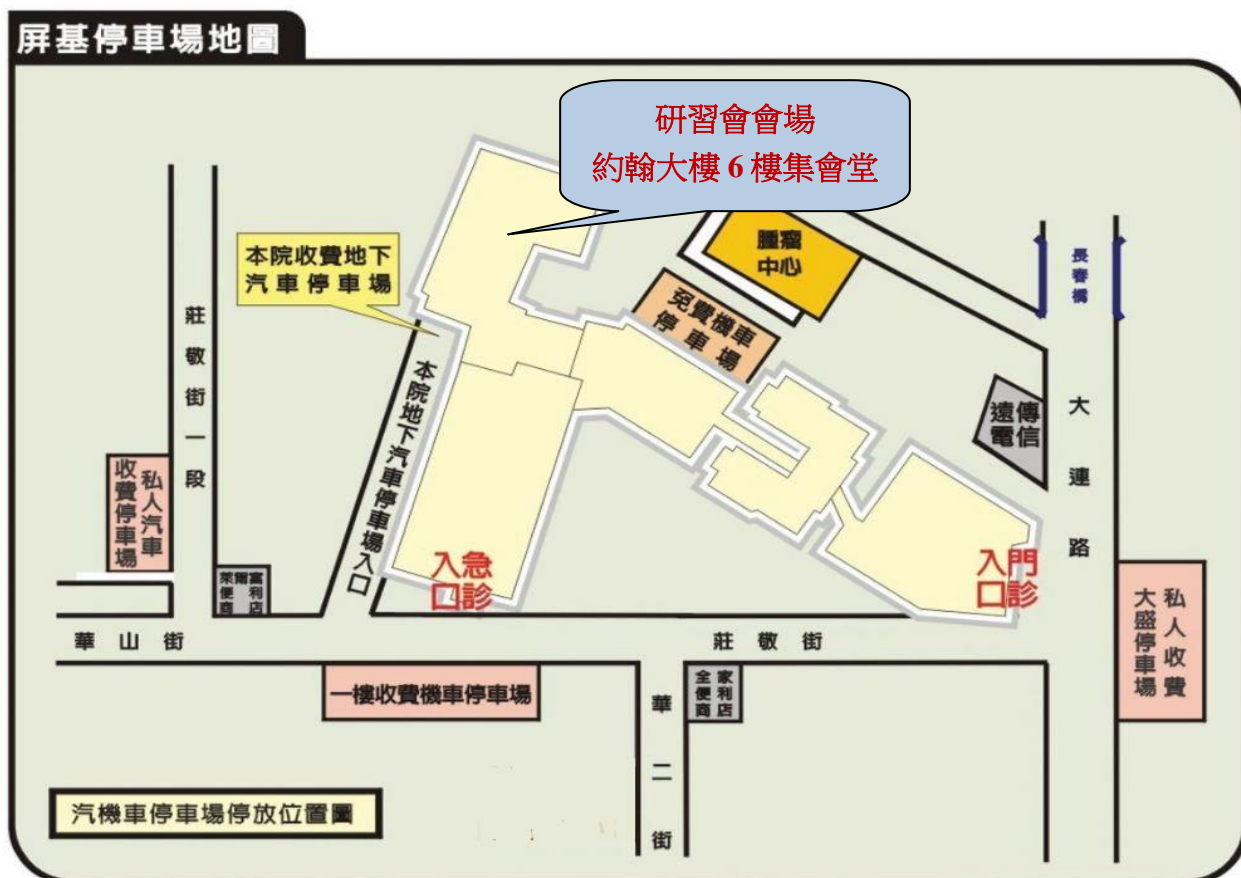 屏基停車場地圖
研習會會場
約翰大樓 6 樓集會堂
腫瘤
中心
本院收費地下
汽車停車場
免費機車
停車場
長春橋
莊敬街一段
本院地下汽車停車場入口
遠傳
電信
大連路
私人汽車
收費停車場
急診
入口
門診
入口
萊爾富
便利
商店
私人收費
大盛停車場
華山街
莊敬街
一樓收費機車停車場
全家
便利
商店
華二街
汽機車停車場停放位置圖